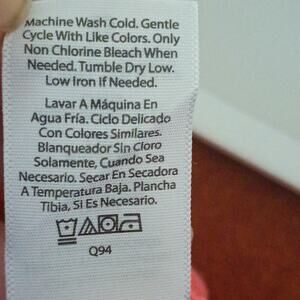 Machine Wash Cold. Gentle
Cycle With Like Colors. Only
Non Chlorine Bleach When
Needed. Tumble Dry Low.
Low Iron If Needed.
Lavar A Máquina En
Agua Fría. Ciclo Delicado
Con Colores Similares.
Blanqueador Sin Cloro
Solamente, Cuando Sea
Necesario. Secar En Secadora
A Temperatura Baja. Plancha
Tibia, Si Es Necesario.
Q94